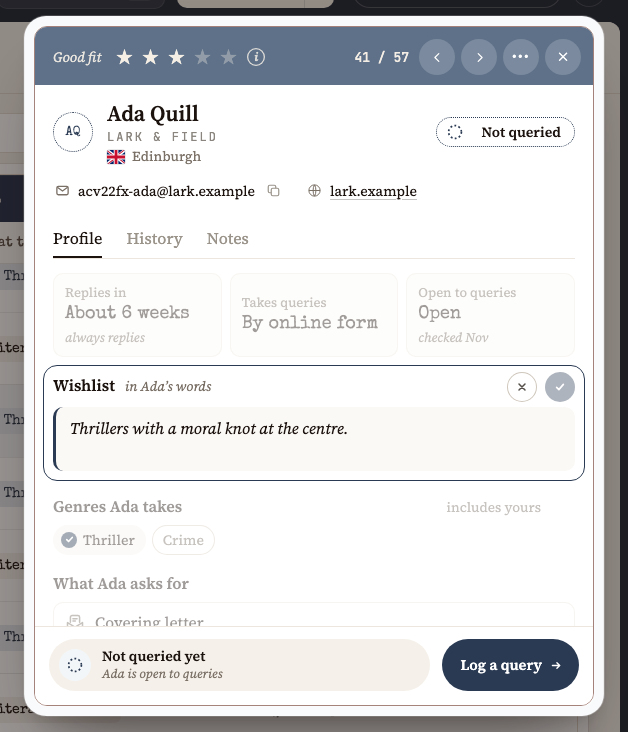 Good fit
41 / 57
AQ
Ada Quill
LARK & FIELD
Edinburgh
Not queried
acv22fx-ada@lark.example
lark.example
Profile History Notes
Replies in
About 6 weeks
always replies
Takes queries
By online form
Open to queries
Open
checked Nov
Wishlist in Ada's words
Thrillers with a moral knot at the centre.
Genres Ada takes
includes yours
Thriller
Crime
What Ada asks for
Covering letter
Not queried yet
Ada is open to queries
Log a query →